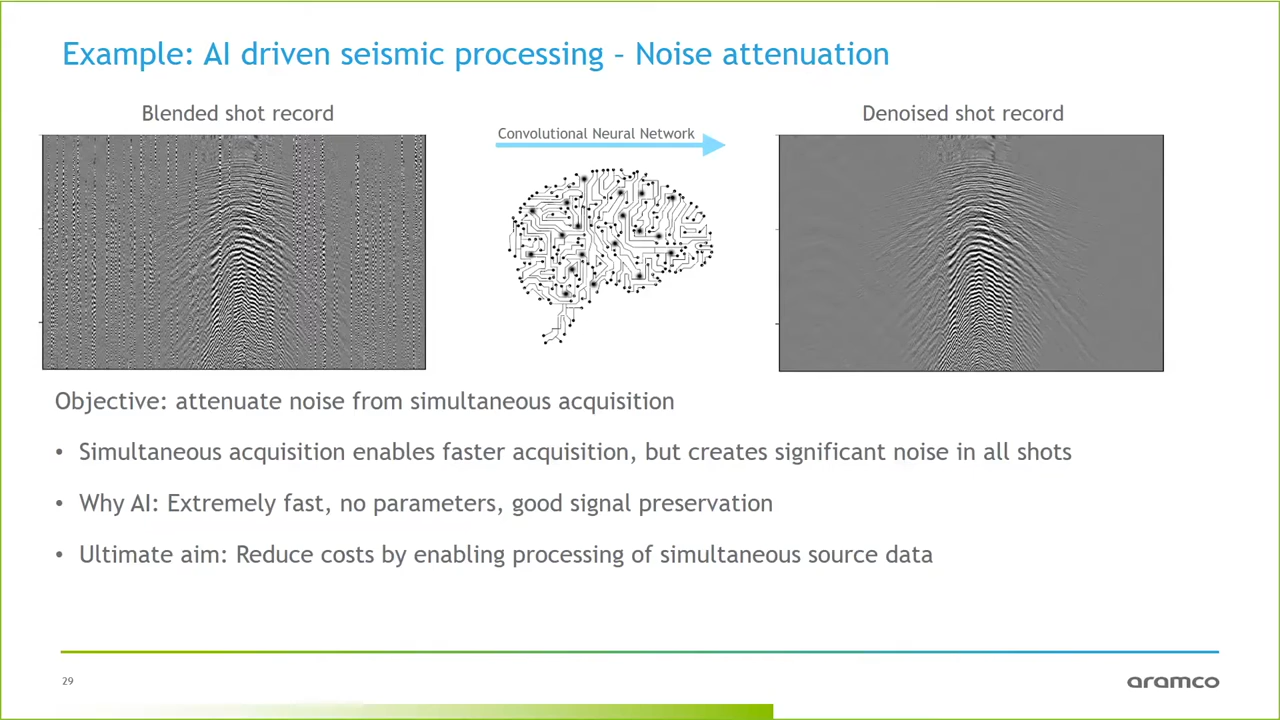 Example: AI driven seismic processing – Noise attenuation
Blended shot record
Convolutional Neural Network
Denoised shot record
Objective: attenuate noise from simultaneous acquisition
• Simultaneous acquisition enables faster acquisition, but creates significant noise in all shots
• Why AI: Extremely fast, no parameters, good signal preservation
• Ultimate aim: Reduce costs by enabling processing of simultaneous source data
29
aramco